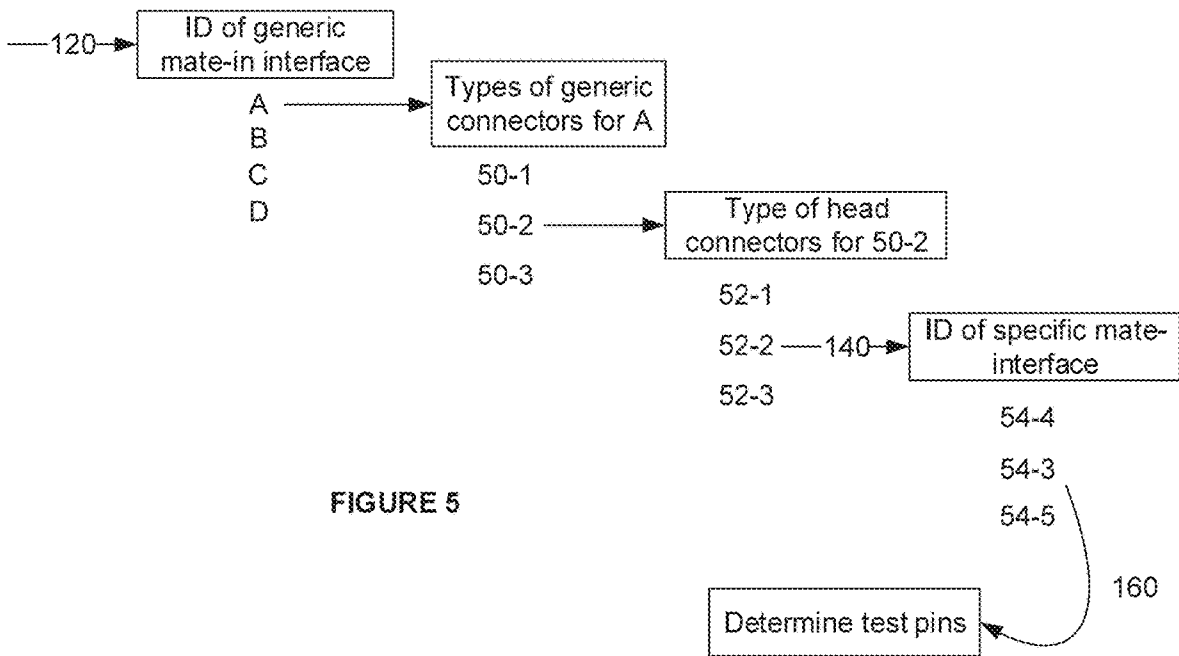 120
ID of generic
mate-in interface
A
B
C
D
Types of generic
connectors for A
50-1
50-2
50-3
Type of head
connectors for 50-2
52-1
52-2
52-3
140
ID of specific mate-
interface
54-4
54-3
54-5
FIGURE 5
160
Determine test pins